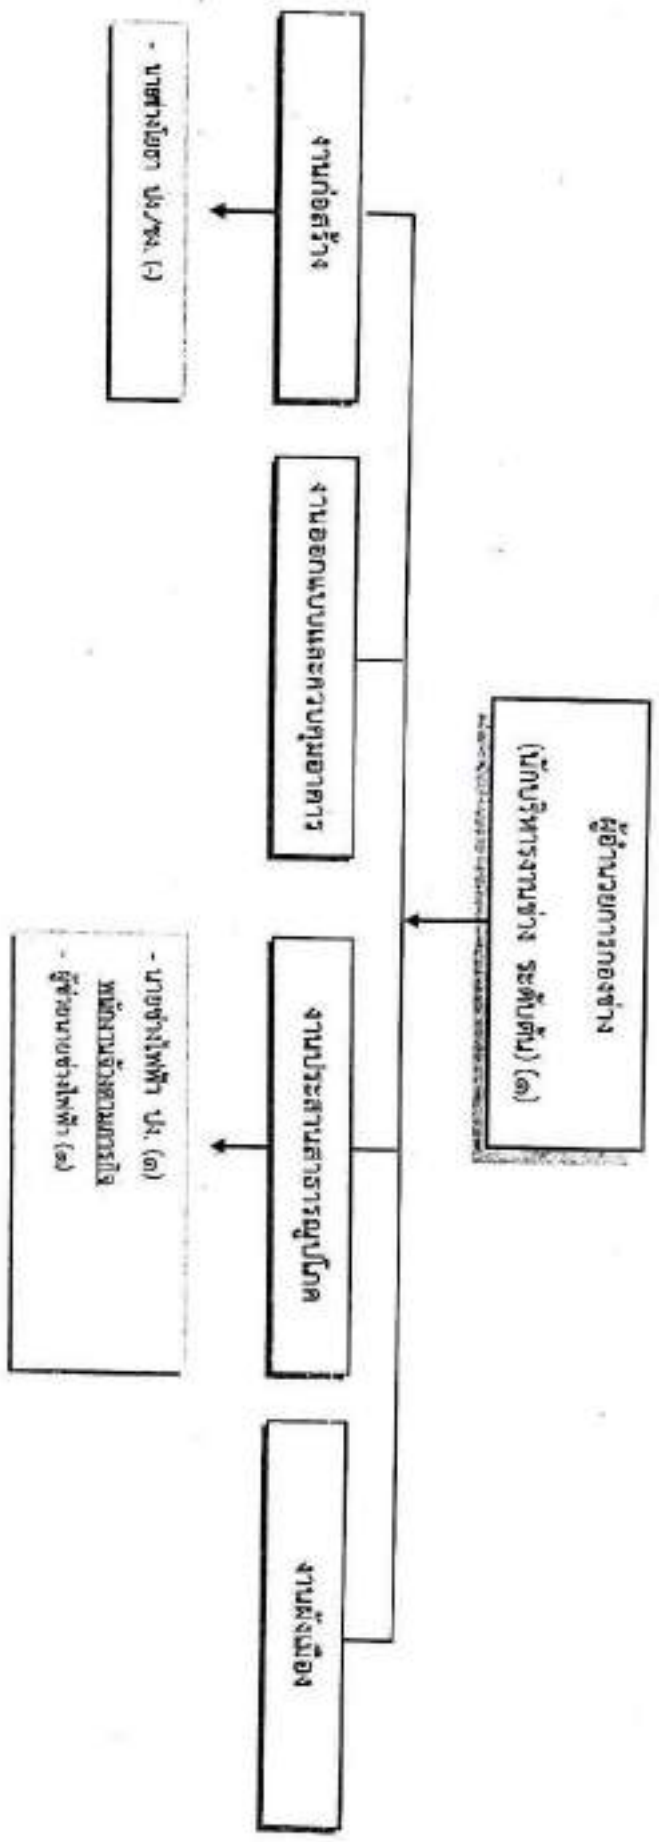 ผู้อำนวยการกองช่าง
(นักบริหารงานช่าง ระดับต้น) (๑)
งานก่อสร้าง
งานออกแบบและควบคุมอาคาร
งานประสานสาธารณูปโภค
งานผังเมือง
- นายช่างโยธา ปง/ชง. (-)
- นายช่างไฟฟ้า ปง. (๑)
พนักงานจ้างตามภารกิจ
- ผู้ช่วยนายช่างไฟฟ้า (๑)